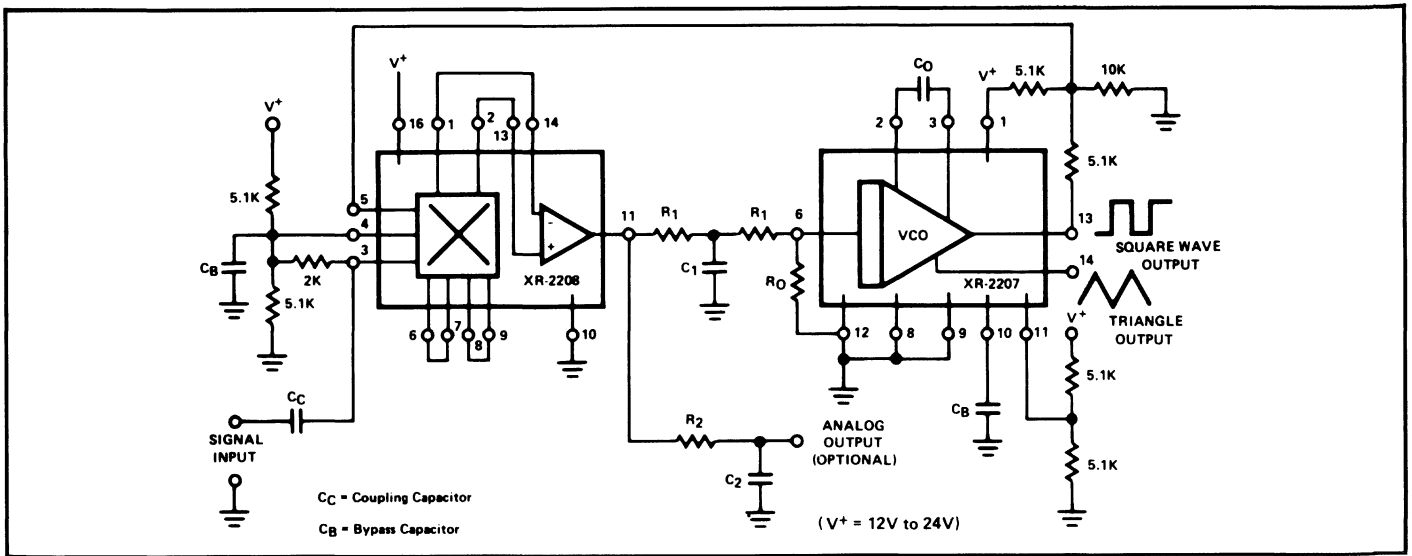 V+
16
1
2
13
14
V+
5.1K
CB
5.1K
2K
5
4
3
XR-2208
6
7
8
9
10
SIGNAL
INPUT
CC
CC = Coupling Capacitor
CB = Bypass Capacitor
11
R1
R1
C1
R2
C2
ANALOG
OUTPUT
(OPTIONAL)
6
RO
CO
2
3
V+
1
5.1K
10K
5.1K
VCO
XR-2207
13
SQUARE WAVE
OUTPUT
14
TRIANGLE
OUTPUT
12
8
9
10
11
CB
V+
5.1K
5.1K
(V+ = 12V to 24V)